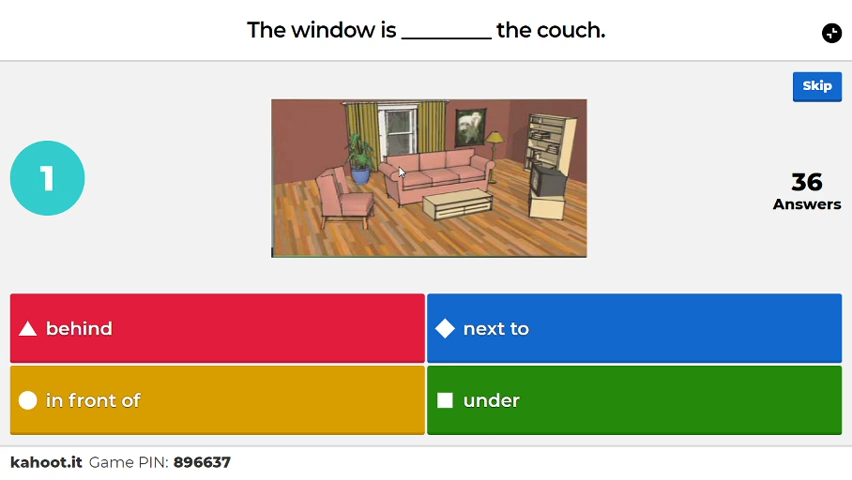 The window is _________ the couch.
Skip
1
36
Answers
behind
next to
in front of
under
kahoot.it Game PIN: 896637